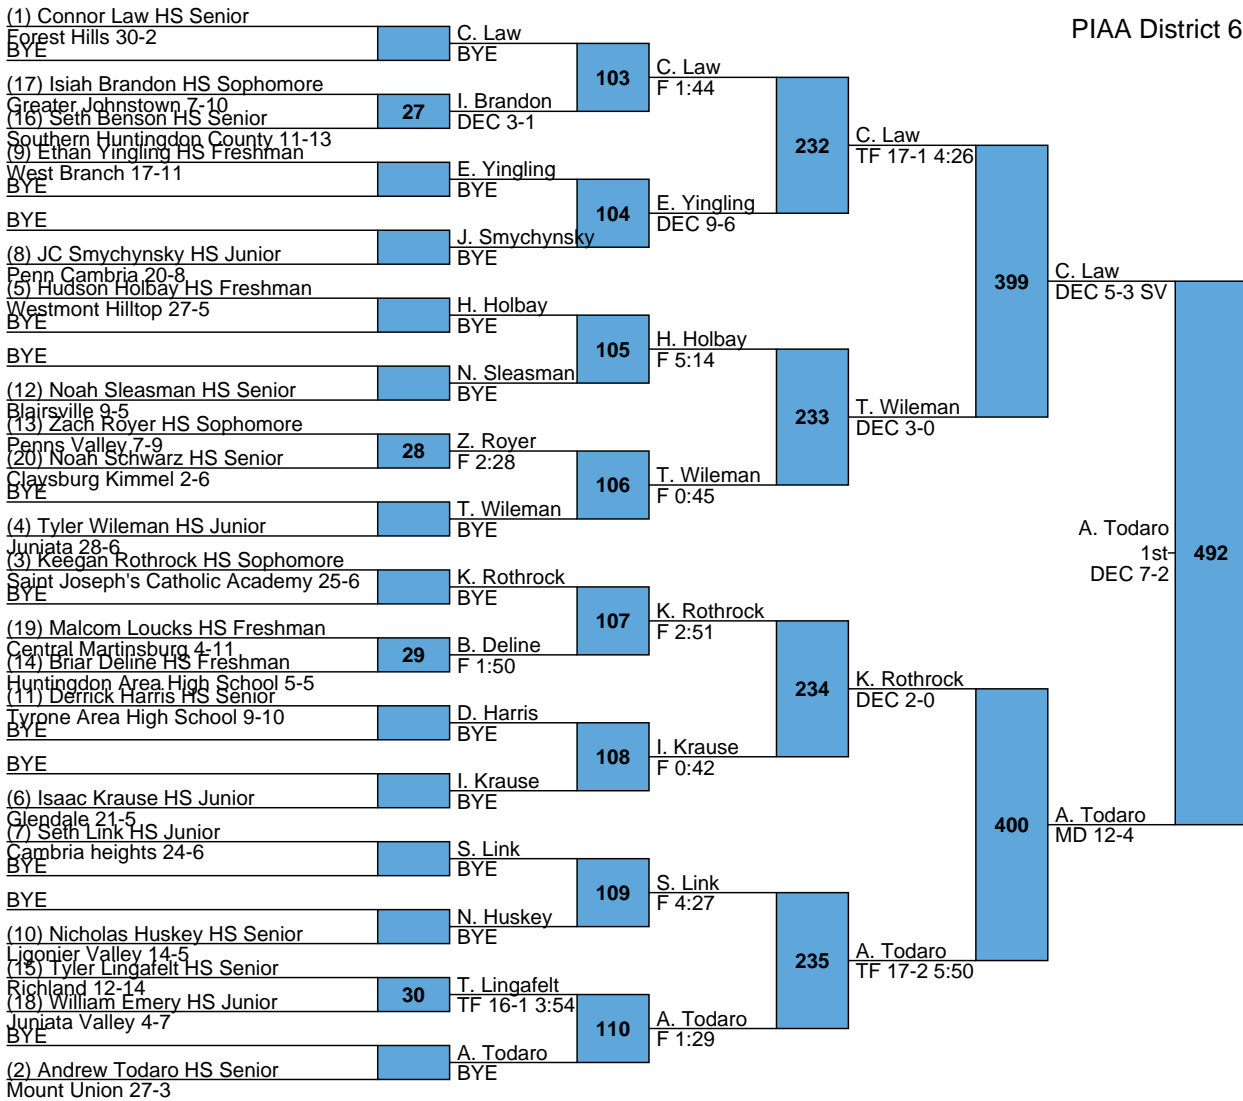 PIAA District 6
(1) Connor Law HS Senior
Forest Hills 30-2
BYE
(17) Isiah Brandon HS Sophomore
Greater Johnstown 7-10
(16) Seth Benson HS Senior
Southern Huntingdon County 11-13
(9) Ethan Yingling HS Freshman
West Branch 17-11
BYE
BYE
(8) JC Smychynsky HS Junior
Penn Cambria 20-8
(5) Hudson Holbay HS Freshman
Westmont Hilltop 27-5
BYE
BYE
(12) Noah Sleasman HS Senior
Blairsville 9-5
(13) Zach Royer HS Sophomore
Penns Valley 7-9
(20) Noah Schwarz HS Senior
Claysburg Kimmel 2-6
BYE
(4) Tyler Wileman HS Junior
Juniata 28-6
(3) Keegan Rothrock HS Sophomore
Saint Joseph's Catholic Academy 25-6
BYE
(19) Malcom Loucks HS Freshman
Central Martinsburg 4-11
(14) Briar Deline HS Freshman
Huntingdon Area High School 5-5
(11) Derrick Harris HS Senior
Tyrone Area High School 9-10
BYE
BYE
(6) Isaac Krause HS Junior
Glendale 21-5
(7) Seth Link HS Junior
Cambria heights 24-6
BYE
BYE
(10) Nicholas Huskey HS Senior
Ligonier Valley 14-5
(15) Tyler Lingafelt HS Senior
Richland 12-14
(18) William Emery HS Junior
Juniata Valley 4-7
BYE
(2) Andrew Todaro HS Senior
Mount Union 27-3
27
28
29
30
C. Law
BYE
I. Brandon
DEC 3-1
E. Yingling
BYE
J. Smychynsky
BYE
H. Holbay
BYE
N. Sleasman
BYE
Z. Royer
F 2:28
T. Wileman
BYE
K. Rothrock
BYE
B. Deline
F 1:50
D. Harris
BYE
I. Krause
BYE
S. Link
BYE
N. Huskey
BYE
T. Lingafelt
TF 16-1 3:54
A. Todaro
BYE
103
104
105
106
107
108
109
110
C. Law
F 1:44
E. Yingling
DEC 9-6
H. Holbay
F 5:14
T. Wileman
F 0:45
K. Rothrock
F 2:51
I. Krause
F 0:42
S. Link
F 4:27
A. Todaro
F 1:29
232
233
234
235
C. Law
TF 17-1 4:26
T. Wileman
DEC 3-0
K. Rothrock
DEC 2-0
A. Todaro
TF 17-2 5:50
399
400
C. Law
DEC 5-3 SV
A. Todaro
MD 12-4
A. Todaro
1st
DEC 7-2
492